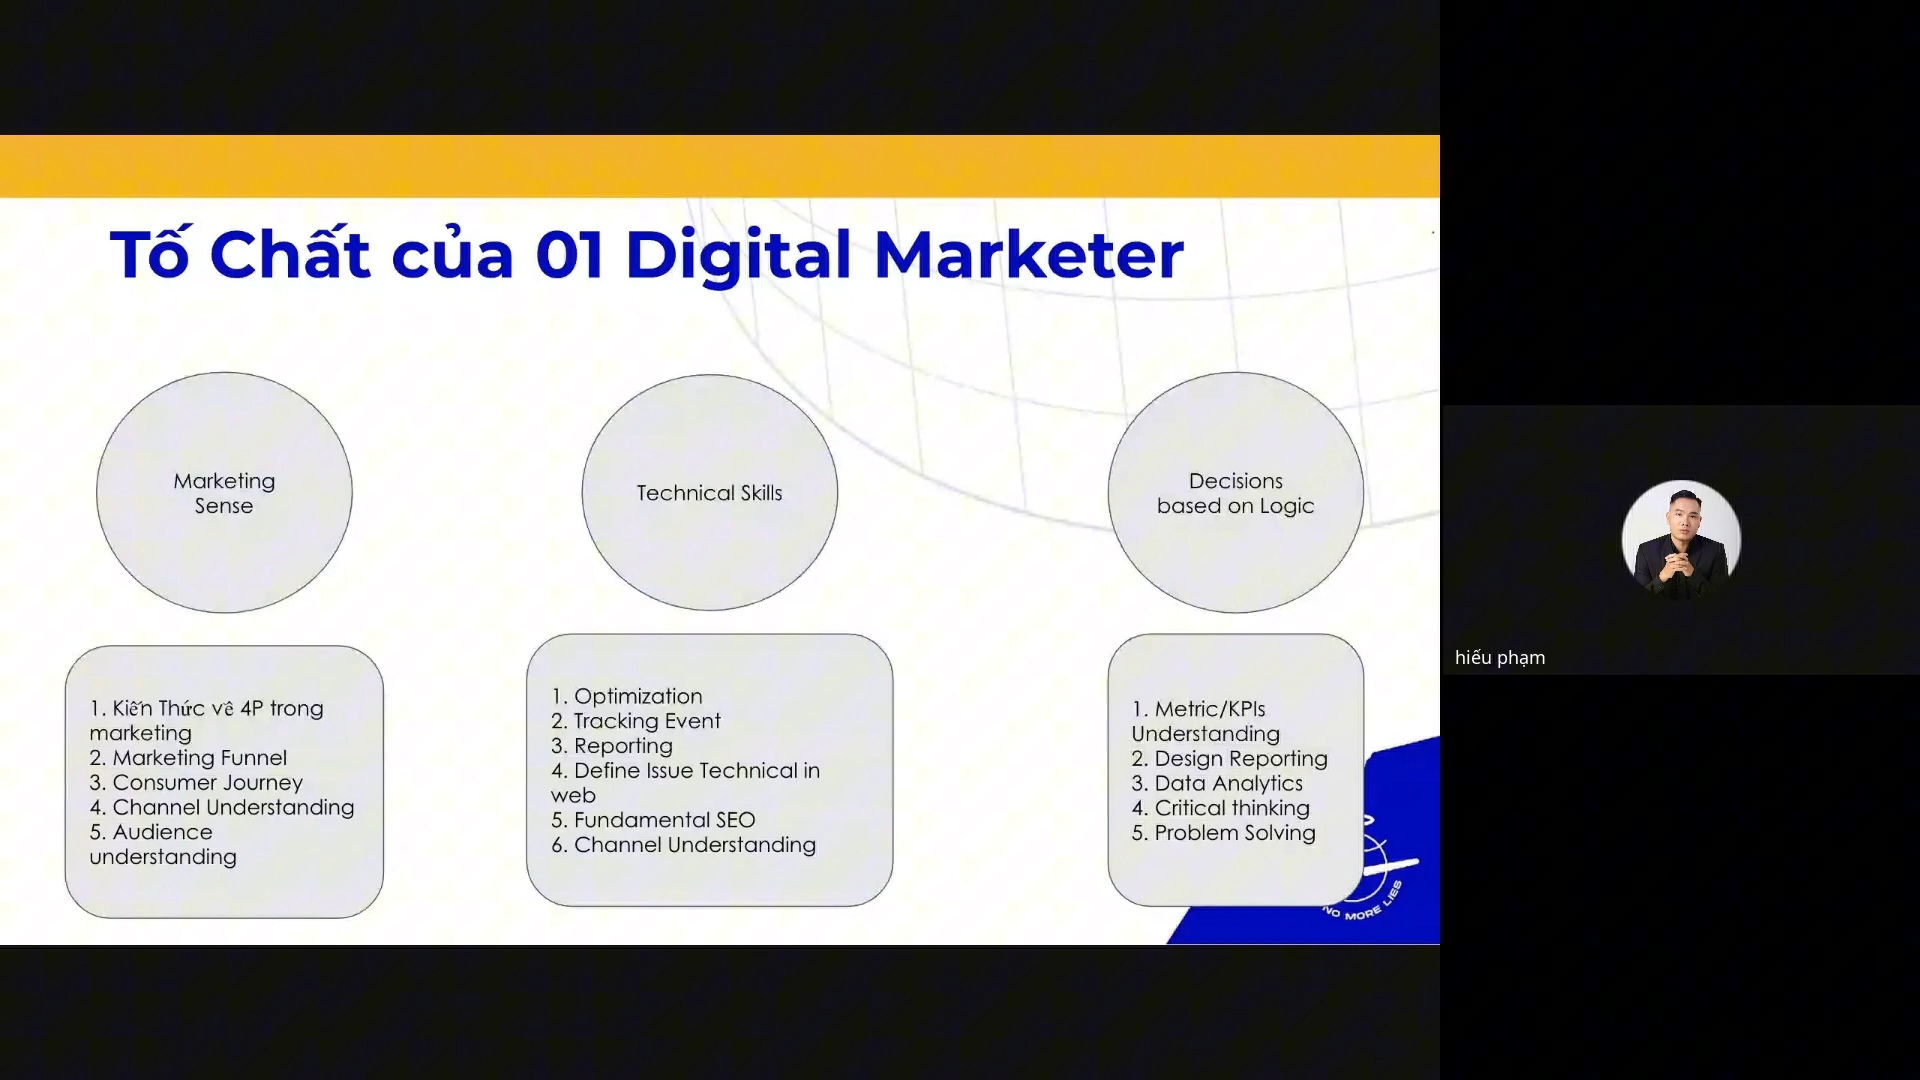 Tố Chất của 01 Digital Marketer
Marketing
Sense
Technical Skills
Decisions
based on Logic
1. Kiến Thức về 4P trong
marketing
2. Marketing Funnel
3. Consumer Journey
4. Channel Understanding
5. Audience
understanding
1. Optimization
2. Tracking Event
3. Reporting
4. Define Issue Technical in
web
5. Fundamental SEO
6. Channel Understanding
1. Metric/KPIs
Understanding
2. Design Reporting
3. Data Analytics
4. Critical thinking
5. Problem Solving
NO MORE LIES
hiếu phạm